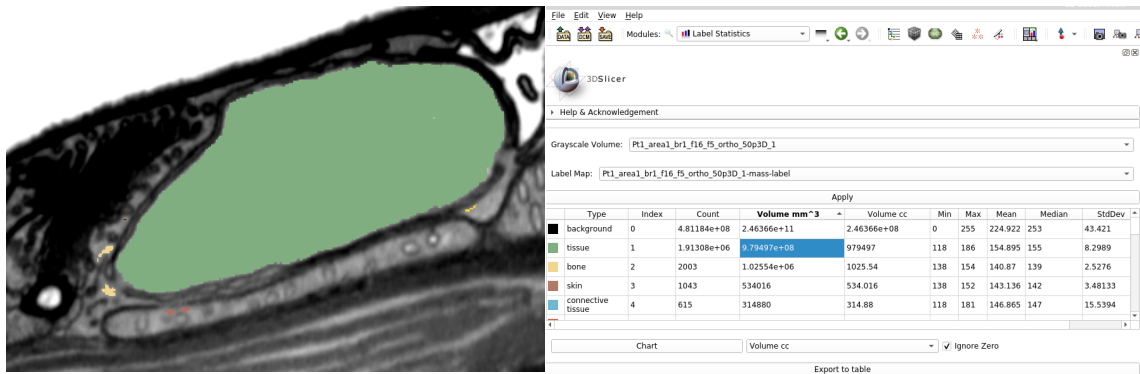 File Edit View Help
DATA DCM SAVE Modules: Label Statistics
3DSlicer
Help & Acknowledgement
Grayscale Volume: Pt1_area1_br1_f16_f5_ortho_50p3D_1
Label Map: Pt1_area1_br1_f16_f5_ortho_50p3D_1-mass-label
Apply
Type Index Count Volume mm^3 Volume cc Min Max Mean Median StdDev
background 0 4.81184e+08 2.46366e+11 2.46366e+08 0 255 224.922 253 43.421
tissue 1 1.91308e+06 9.79497e+08 979497 118 186 154.895 155 8.2989
bone 2 2003 1.02554e+06 1025.54 138 154 140.87 139 2.5276
skin 3 1043 534016 534.016 138 152 143.136 142 3.48133
connective
tissue 4 615 314880 314.88 118 181 146.865 147 15.5394
Chart Volume cc Ignore Zero
Export to table